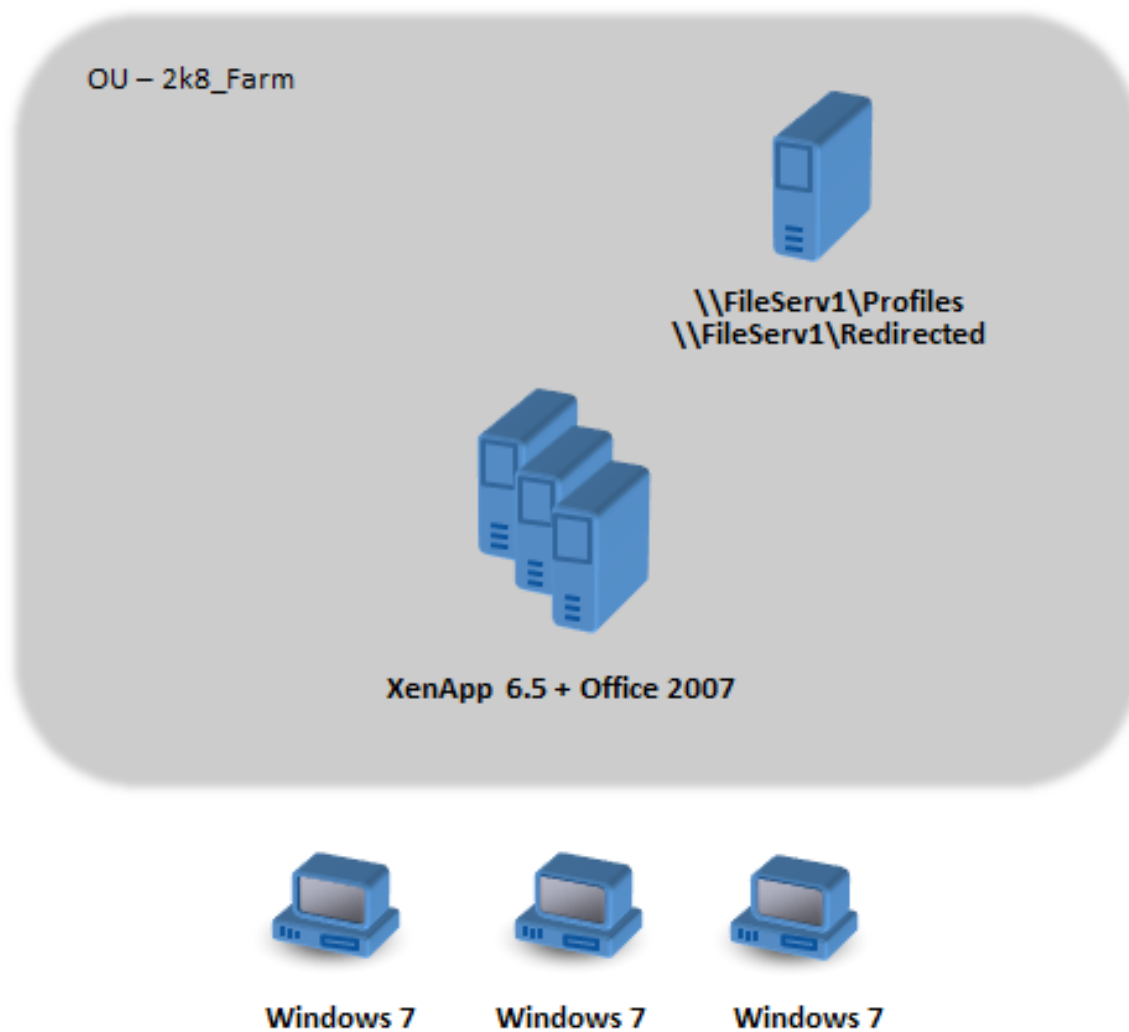 OU – 2k8_Farm
\\FileServ1\Profiles
\\FileServ1\Redirected
XenApp 6.5 + Office 2007
Windows 7
Windows 7
Windows 7